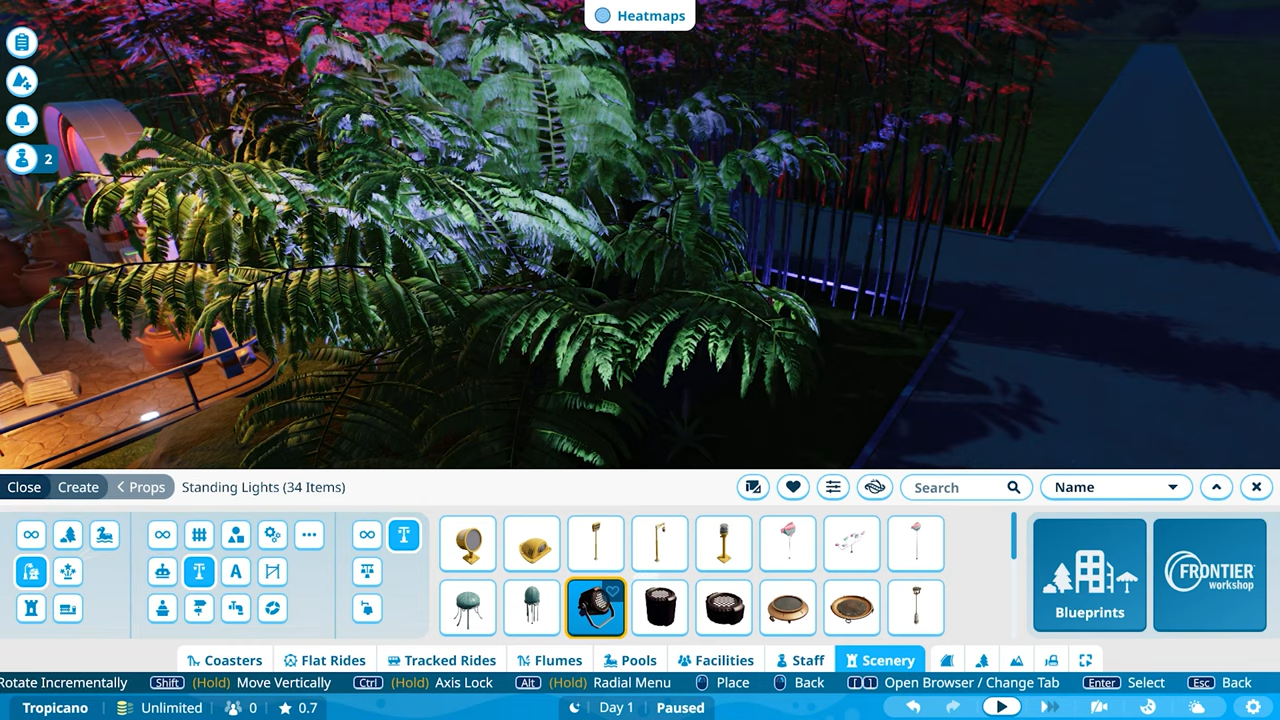 Heatmaps
2
Close Create Props Standing Lights (34 Items) Search Name
A
Blueprints
FRONTIER workshop
Coasters Flat Rides Tracked Rides Flumes Pools Facilities Staff Scenery
Rotate Incrementally Shift (Hold) Move Vertically Ctrl (Hold) Axis Lock Alt (Hold) Radial Menu Place Back [ ] Open Browser / Change Tab Enter Select Esc Back
Tropicano Unlimited 0 0.7 Day 1 Paused